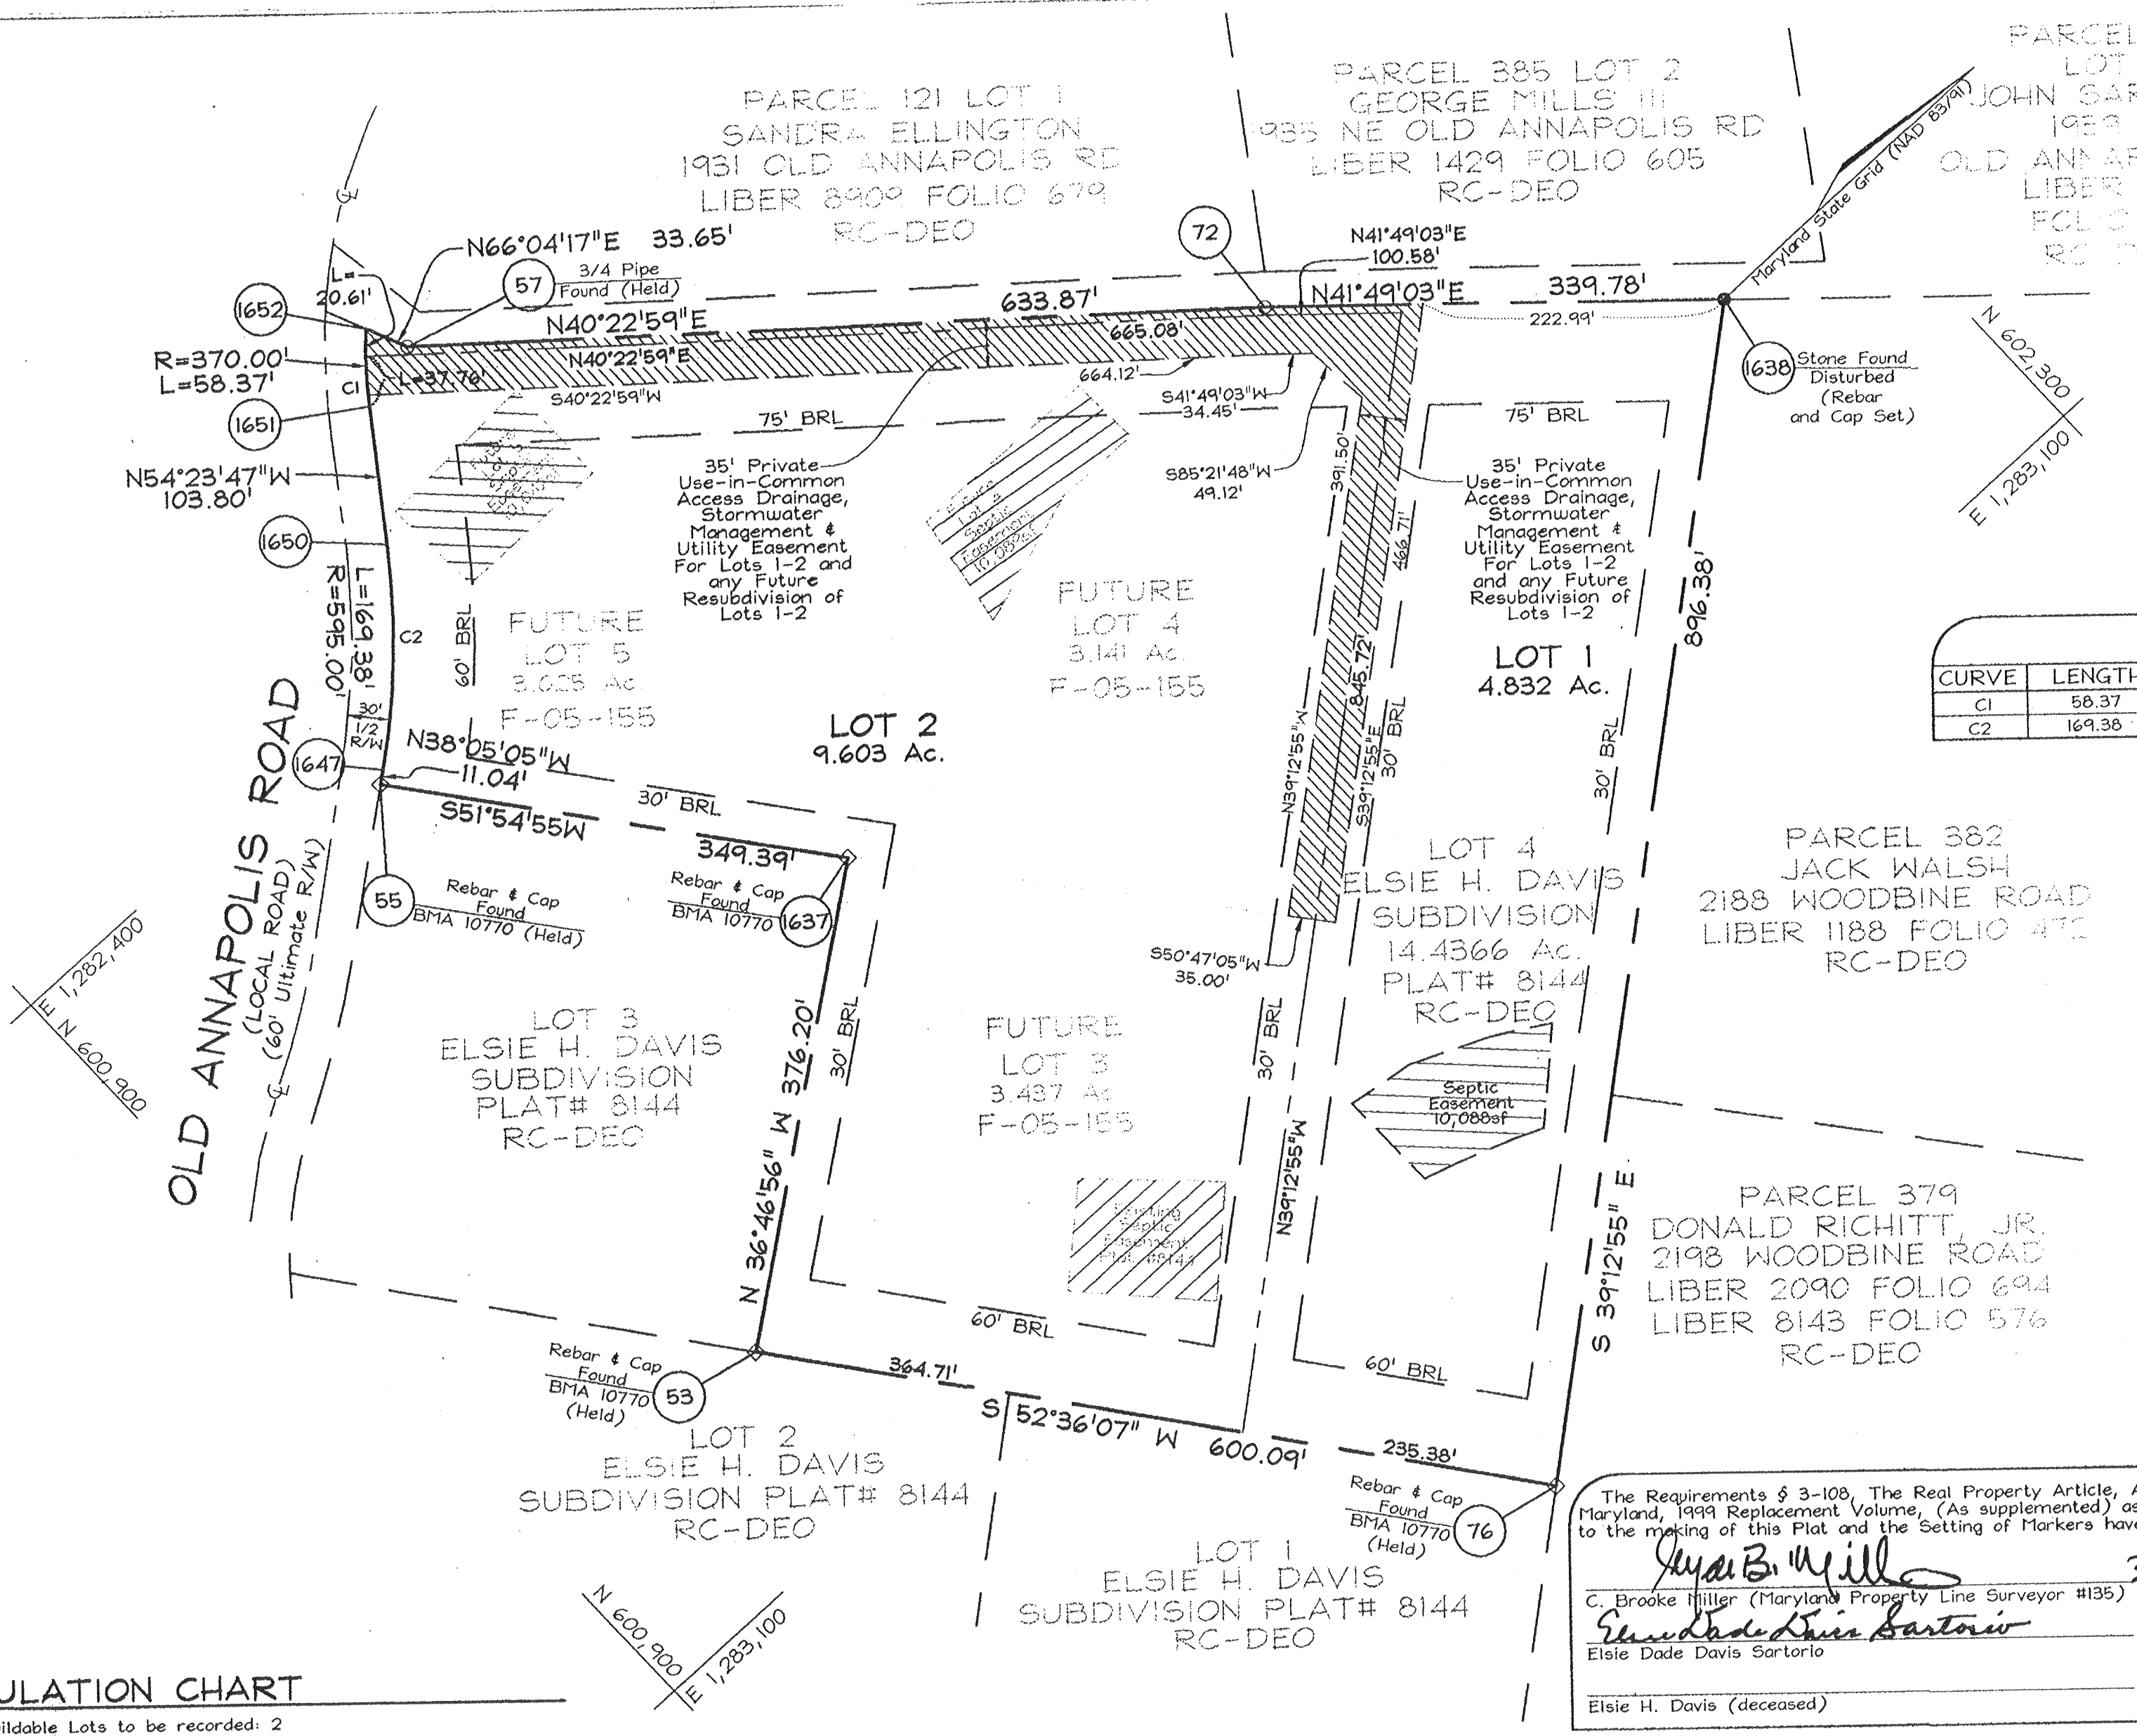 PARCEL 121 LOT 1
SANDRA ELLINGTON
1931 OLD ANNAPOLIS RD
LIBER 8909 FOLIO 679
RC-DEO
PARCEL 385 LOT 2
GEORGE MILLS III
1935 NE OLD ANNAPOLIS RD
LIBER 1429 FOLIO 605
RC-DEO
PARCEL
LOT
JOHN SAR
OLD ANNAP
LIBER
RC
Maryland State Grid (NAD 83/91)
N66°04'17"E 33.65'
L=
20.61'
1652
57
3/4 Pipe
Found (Held)
72
N41°49'03"E
100.58'
633.87'
N41°49'03"E
339.78'
222.99'
N40°22'59"E
665.08'
N40°22'59"E
R=370.00'
L=58.37'
C1
L=37.76'
1651
S40°22'59"W
664.12'
S41°49'03"W
34.45'
1638
Stone Found
Disturbed
(Rebar
and Cap Set)
N 602,300
E 1,283,100
75' BRL
75' BRL
N54°23'47"W
103.80'
1650
S85°21'48"W
49.12'
391.50'
466.71'
35' Private
Use-in-Common
Access Drainage,
Stormwater
Management &
Utility Easement
For Lots 1-2 and
any Future
Resubdivision of
Lots 1-2
35' Private
Use-in-Common
Access Drainage,
Stormwater
Management &
Utility Easement
For Lots 1-2
and any Future
Resubdivision of
Lots 1-2
Future
Lot 4
Septic
Easement
10,089sf
L=169.38'
R=595.00'
C2
60' BRL
FUTURE
LOT 5
3.025 Ac.
F-05-155
FUTURE
LOT 4
3.141 Ac.
F-05-155
LOT 1
4.832 Ac.
896.38'
LOT 2
9.603 Ac.
CURVE LENGTH
C1 58.37
C2 169.38
30'
1/2
R/W
1647
N38°05'05"W
11.04'
S51°54'55W
349.39'
30' BRL
845.72'
N39°12'55"W
S39°12'55"E
30' BRL
30' BRL
OLD ANNAPOLIS ROAD
(LOCAL ROAD)
(60' Ultimate R/W)
55
Rebar & Cap
Found
BMA 10770 (Held)
Rebar & Cap
Found
BMA 10770
1637
LOT 4
ELSIE H. DAVIS
SUBDIVISION
14.4366 Ac.
PLAT# 8144
RC-DEO
PARCEL 382
JACK WALSH
2188 WOODBINE ROAD
LIBER 1188 FOLIO
RC-DEO
S50°47'05"W
35.00'
E 1,282,400
N 600,900
LOT 3
ELSIE H. DAVIS
SUBDIVISION
PLAT# 8144
RC-DEO
376.20'
30' BRL
N 36°46'56" W
FUTURE
LOT 3
3.437 Ac
F-05-155
30' BRL
N39°12'55"W
Septic
Easement
10,088sf
Existing
Septic
Easement
Plat #8144
S 39°12'55" E
PARCEL 379
DONALD RICHITT, JR.
2198 WOODBINE ROAD
LIBER 2090 FOLIO 694
LIBER 8143 FOLIO 576
RC-DEO
60' BRL
60' BRL
Rebar & Cap
Found
BMA 10770
(Held)
53
364.71'
S 52°36'07" W 600.09'
235.38'
LOT 2
ELSIE H. DAVIS
SUBDIVISION PLAT# 8144
RC-DEO
Rebar & Cap
Found
BMA 10770
(Held)
76
LOT 1
ELSIE H. DAVIS
SUBDIVISION PLAT# 8144
RC-DEO
N 600,900
E 1,283,100
The Requirements § 3-108, The Real Property Article, A
Maryland, 1999 Replacement Volume, (As supplemented) as
to the making of this Plat and the Setting of Markers have
C. Brooke Miller (Maryland Property Line Surveyor #135)
Elsie Dade Davis Sartorio
Elsie Dade Davis Sartorio
Elsie H. Davis (deceased)
ULATION CHART
ildable Lots to be recorded: 2